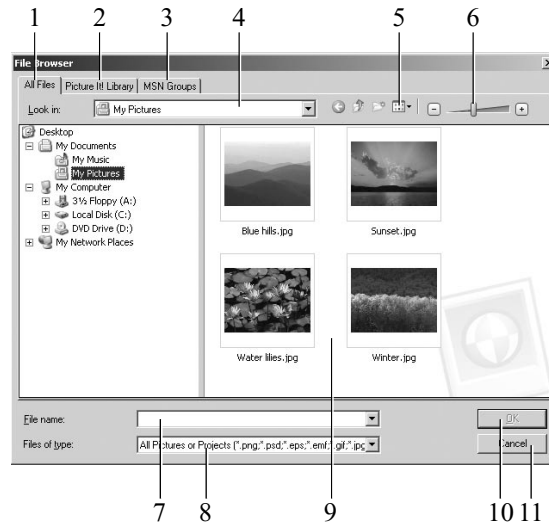 1 2 3 4 5 6
File Browser
All Files Picture It! Library MSN Groups
Look in: My Pictures
Desktop
My Documents
My Music
My Pictures
My Computer
3½ Floppy (A:)
Local Disk (C:)
DVD Drive (D:)
My Network Places
Blue hills.jpg Sunset.jpg
Water lilies.jpg Winter.jpg
File name: OK
Files of type: All Pictures or Projects (*.png;*.psd;*.eps;*.emf;*.gif;*.jpg Cancel
7 8 9 10 11